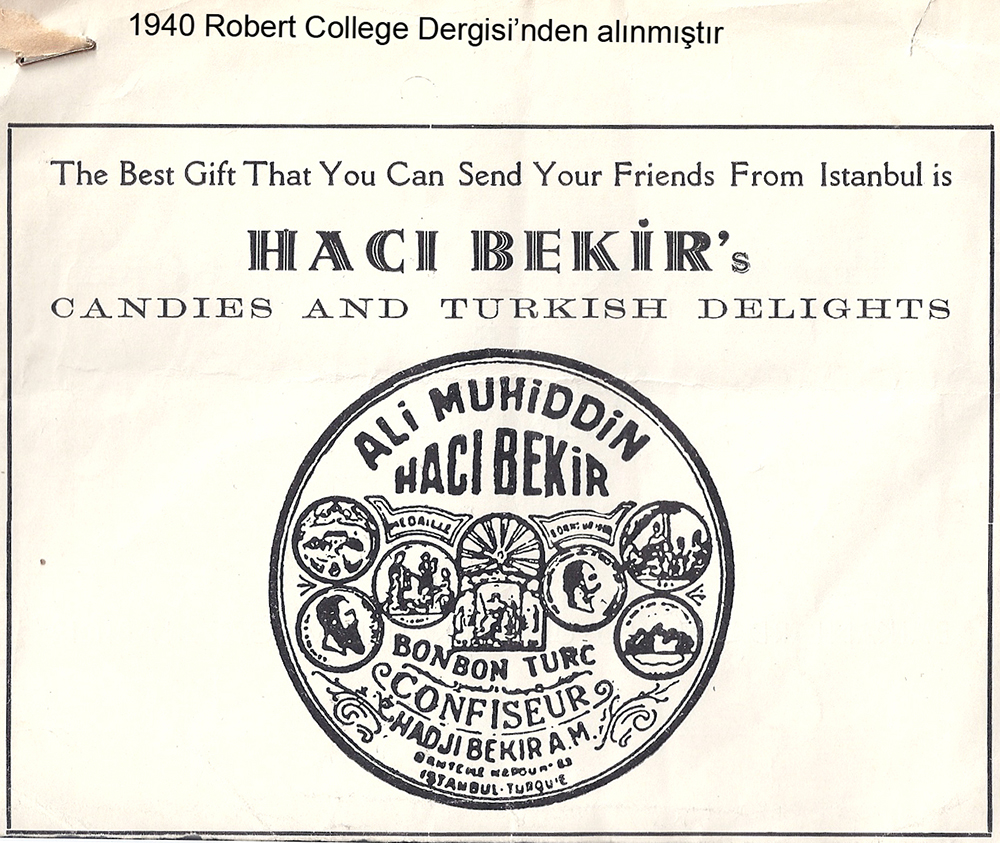 1940 Robert College Dergisi’nden alınmıştır
The Best Gift That You Can Send Your Friends From Istanbul is
HACI BEKİR’s
CANDIES AND TURKISH DELIGHTS
ALİ MUHİDDİN
HACI BEKİR
MEDAILLE
BONBON TURC
CONFISEUR
HADJI BEKIR A.M.
ISTANBUL-TURQUIE